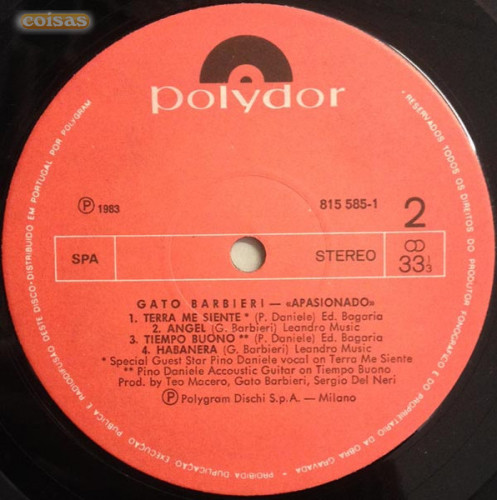 coisas
polydor
℗ 1983
815 585-1
2
SPA
STEREO
33 1/3
GATO BARBIERI — «APASIONADO»
1. TERRA ME SIENTE * (P. Daniele) Ed. Bagaria
2. ANGEL (G. Barbieri) Leandro Music
3. TIEMPO BUONO ** (P. Daniele) Ed. Bagaria
4. HABANERA (G. Barbieri) Leandro Music
* Special Guest Star Pino Daniele vocal on Terro Me Siente
** Pino Daniele Accoustic Guitar on Tiempo Buono
Prod. by Teo Macero, Gato Barbieri, Sergio Del Neri
℗ Polygram Dischi S.p.A. — Milano
• RESERVADOS TODOS OS DIREITOS DO PRODUTOR FONOGRÁFICO E DO PROPRIETÁRIO DA OBRA GRAVADA - PROIBIDA DUPLICAÇÃO, EXECUÇÃO PÚBLICA E RADIODIFUSÃO DESTE DISCO • DISTRIBUIDO EM PORTUGAL POR POLYGRAM